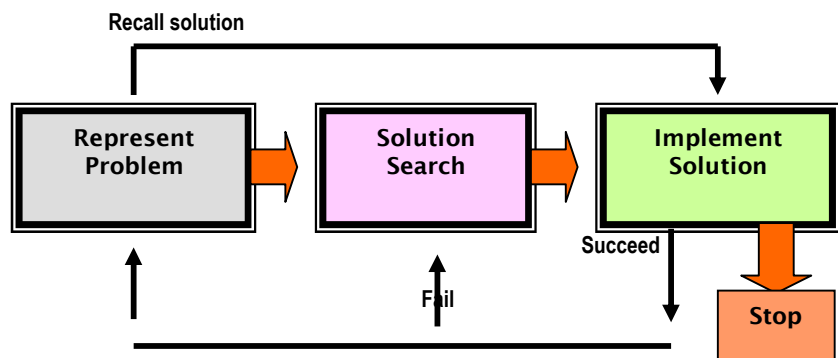 Recall solution
Represent
Problem
Solution
Search
Implement
Solution
Succeed
Fail
Stop